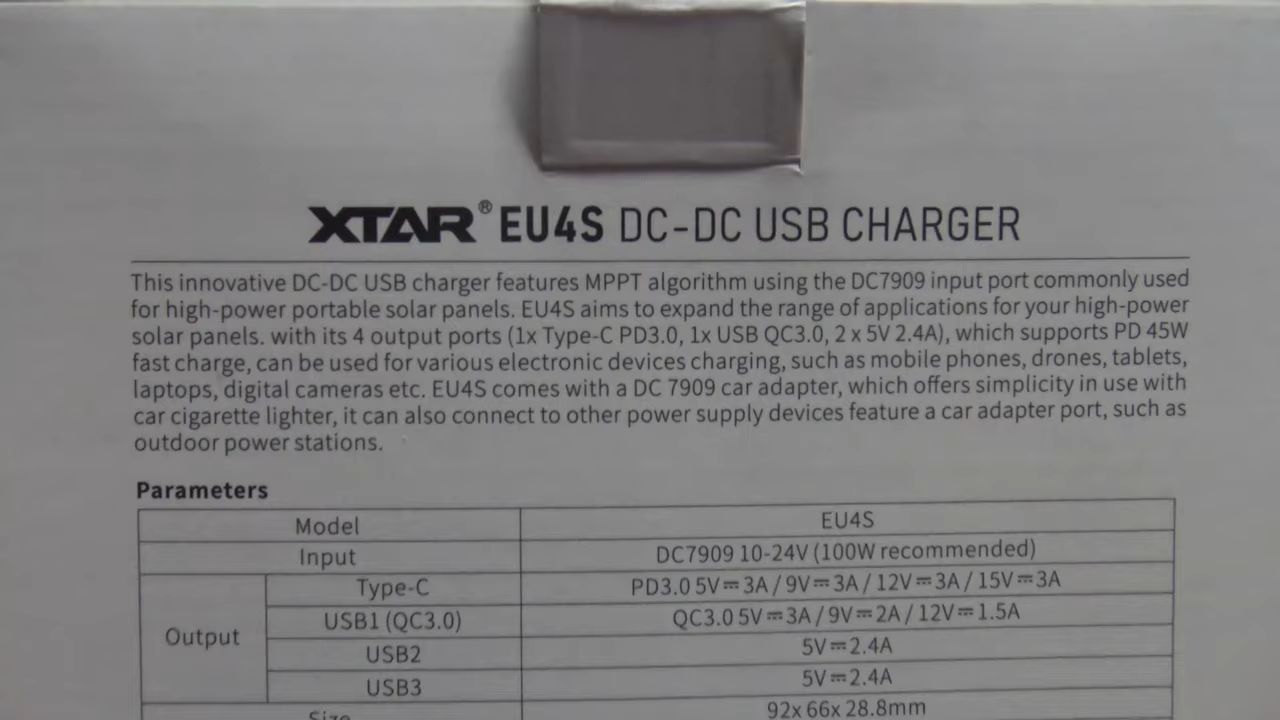 XTAR® EU4S DC-DC USB CHARGER
This innovative DC-DC USB charger features MPPT algorithm using the DC7909 input port commonly used
for high-power portable solar panels. EU4S aims to expand the range of applications for your high-power
solar panels. with its 4 output ports (1x Type-C PD3.0, 1x USB QC3.0, 2 x 5V 2.4A), which supports PD 45W
fast charge, can be used for various electronic devices charging, such as mobile phones, drones, tablets,
laptops, digital cameras etc. EU4S comes with a DC 7909 car adapter, which offers simplicity in use with
car cigarette lighter, it can also connect to other power supply devices feature a car adapter port, such as
outdoor power stations.
Parameters
Model EU4S
Input DC7909 10-24V (100W recommended)
Output
Type-C PD3.0 5V⎓3A / 9V⎓3A / 12V⎓3A / 15V⎓3A
USB1 (QC3.0) QC3.0 5V⎓3A / 9V⎓2A / 12V⎓1.5A
USB2 5V⎓2.4A
USB3 5V⎓2.4A
Size 92x 66x 28.8mm